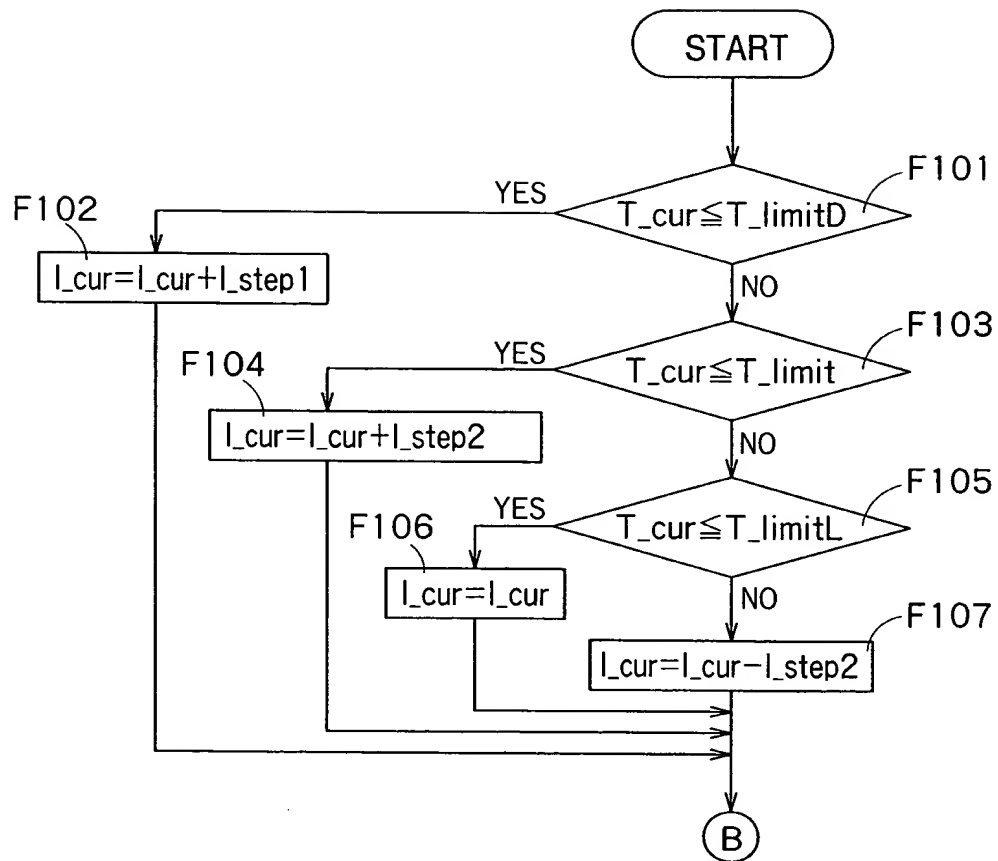 START
F101
YES
T_cur≦T_limitD
F102
I_cur=I_cur+I_step1
NO
F103
YES
T_cur≦T_limit
F104
I_cur=I_cur+I_step2
NO
F105
YES
T_cur≦T_limitL
F106
I_cur=I_cur
NO
F107
I_cur=I_cur−I_step2
B